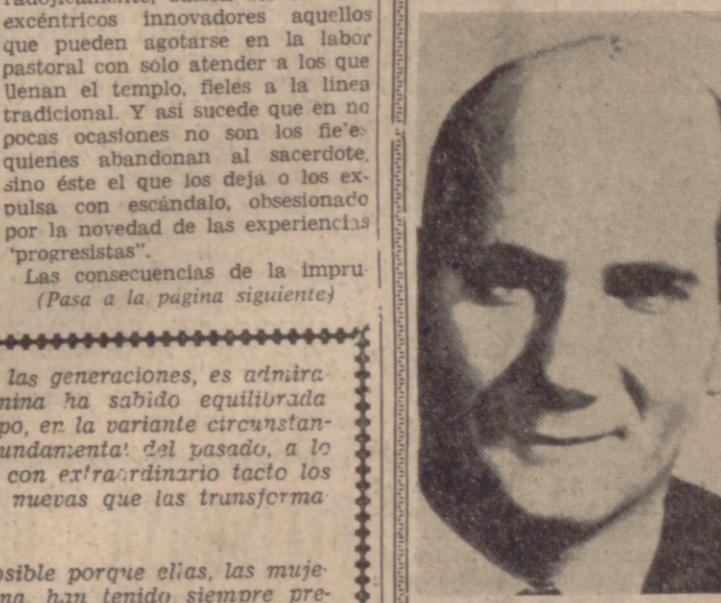 excéntricos innovadores aquellos
que pueden agotarse en la labor
pastoral con sólo atender a los que
llenan el templo, fieles a la línea
tradicional. Y así sucede que en no
pocas ocasiones no son los fie'e:
quienes abandonan al sacerdote,
sino éste el que los deja o los ex-
pulsa con escándalo, obsesionado
por la novedad de las experiencias
"progresistas".
Las consecuencias de la impru-
(Pasa a la página siguiente)
las generaciones, es admira-
nina ha sabido equilibrada
po, en la variante circunstan-
undamental del pasado, a lo
con extraordinario tacto los
nuevas que las transforma
osible porque ellas, las muje-
han tenido siempre pre-